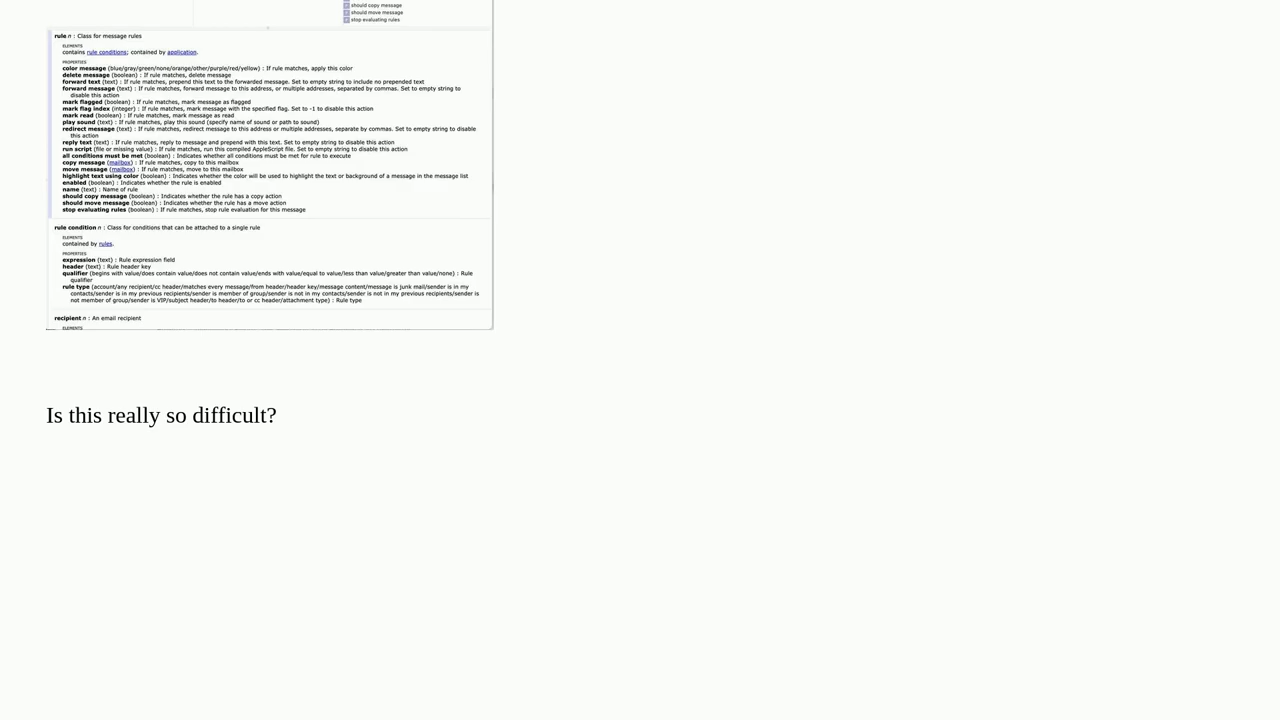 should copy message
should move message
stop evaluating rules
rule n : Class for message rules
ELEMENTS
contains rule conditions; contained by application.
PROPERTIES
color message (blue/gray/green/none/orange/other/purple/red/yellow) : If rule matches, apply this color
delete message (boolean) : If rule matches, delete message
forward text (text) : If rule matches, prepend this text to the forwarded message. Set to empty string to include no prepended text
forward message (text) : If rule matches, forward message to this address, or multiple addresses, separated by commas. Set to empty string to
disable this action
mark flagged (boolean) : If rule matches, mark message as flagged
mark flag index (integer) : If rule matches, mark message with the specified flag. Set to -1 to disable this action
mark read (boolean) : If rule matches, mark message as read
play sound (text) : If rule matches, play this sound (specify name of sound or path to sound)
redirect message (text) : If rule matches, redirect message to this address or multiple addresses, separate by commas. Set to empty string to disable
this action
reply text (text) : If rule matches, reply to message and prepend with this text. Set to empty string to disable this action
run script (file or missing value) : If rule matches, run this compiled AppleScript file. Set to empty string to disable this action
all conditions must be met (boolean) : Indicates whether all conditions must be met for rule to execute
copy message (mailbox) : If rule matches, copy to this mailbox
move message (mailbox) : If rule matches, move to this mailbox
highlight text using color (boolean) : Indicates whether the color will be used to highlight the text or background of a message in the message list
enabled (boolean) : Indicates whether the rule is enabled
name (text) : Name of rule
should copy message (boolean) : Indicates whether the rule has a copy action
should move message (boolean) : Indicates whether the rule has a move action
stop evaluating rules (boolean) : If rule matches, stop rule evaluation for this message
rule condition n : Class for conditions that can be attached to a single rule
ELEMENTS
contained by rules.
PROPERTIES
expression (text) : Rule expression field
header (text) : Rule header key
qualifier (begins with value/does contain value/does not contain value/ends with value/equal to value/less than value/greater than value/none) : Rule
qualifier
rule type (account/any recipient/cc header/matches every message/from header/header key/message content/message is junk mail/sender is in my
contacts/sender is in my previous recipients/sender is member of group/sender is not in my contacts/sender is not in my previous recipients/sender is
not member of group/sender is VIP/subject header/to header/to or cc header/attachment type) : Rule type
recipient n : An email recipient
ELEMENTS
Is this really so difficult?